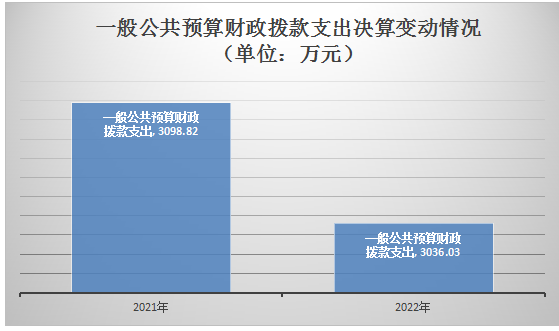 一般公共预算财政拨款支出决算变动情况
（单位：万元）
一般公共预算财政
拨款支出, 3098.82
一般公共预算财政
拨款支出, 3036.03
2021年
2022年